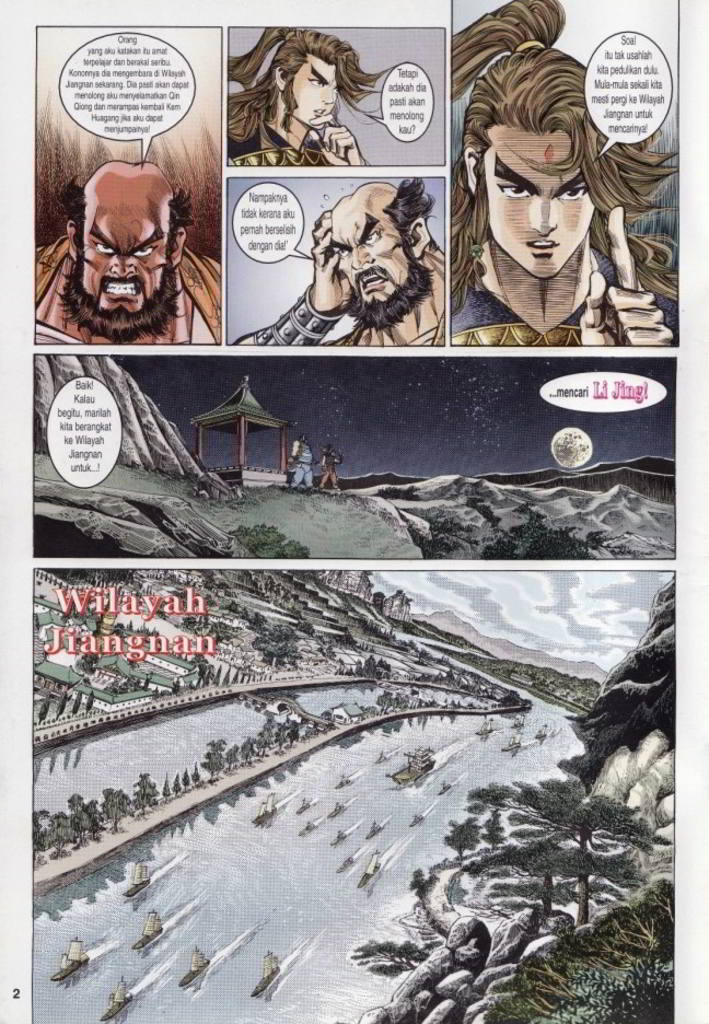 Orang
yang aku katakan itu amat
terpelajar dan berakal seribu.
Kononnya dia mengembara di Wilayah
Jiangnan sekarang. Dia pasti akan dapat
menolong aku menyelamatkan Qin
Qiong dan merampas kembali Kem
Huagang jika aku dapat
menjumpainya!
Tetapi,
adakah dia
pasti akan
menolong
kau?
Nampaknya
tidak kerana aku
pernah berselisih
dengan dia!'
Soal
itu tak usahlah
kita pedulikan dulu.
Mula-mula sekali kita
mesti pergi ke Wilayah
Jiangnan untuk
mencarinya!
Baik!
Kalau
begitu, marilah
kita berangkat
ke Wilayah
Jiangnan
untuk...!
...mencari Li Jing!
Wilayah
Jiangnan
2